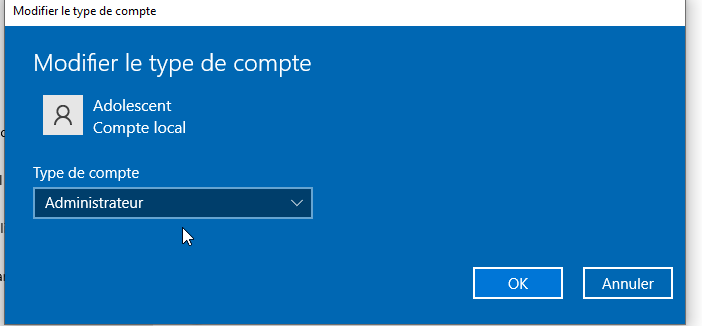 Modifier le type de compte
Modifier le type de compte
Adolescent
Compte local
Type de compte
Administrateur
OK
Annuler